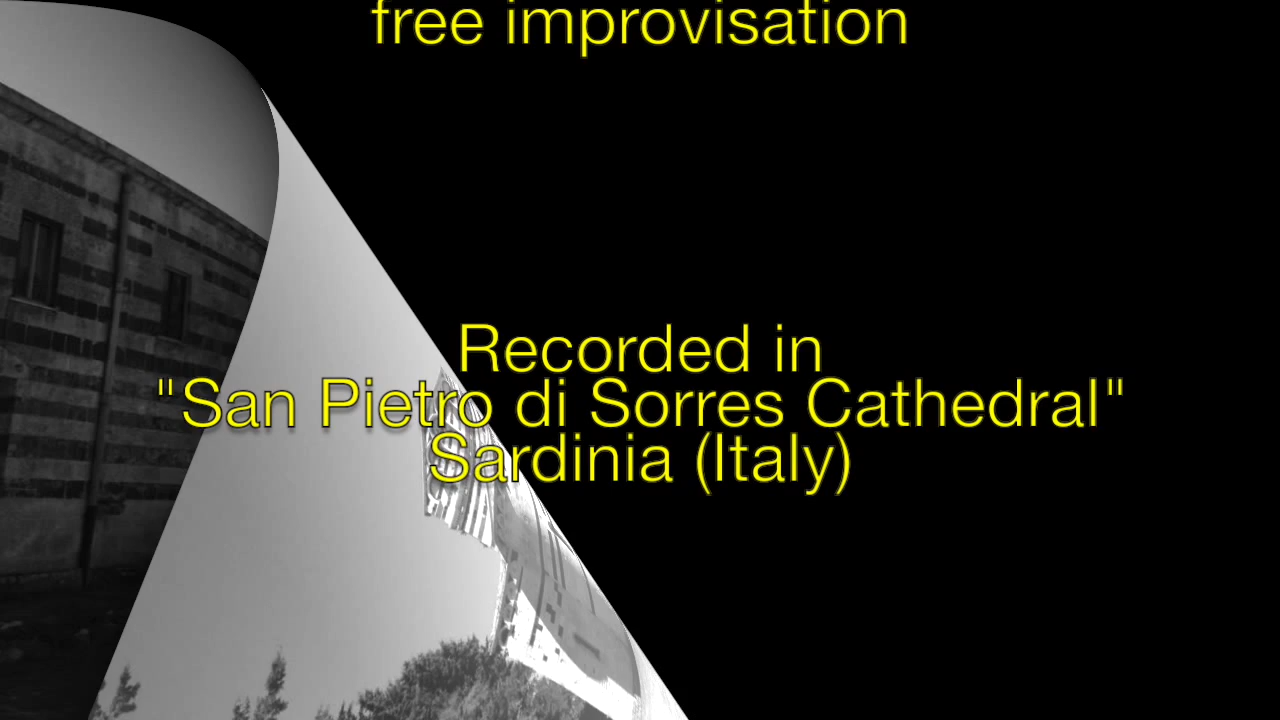 free improvisation
Recorded in
"San Pietro di Sorres Cathedral"
Sardinia (Italy)